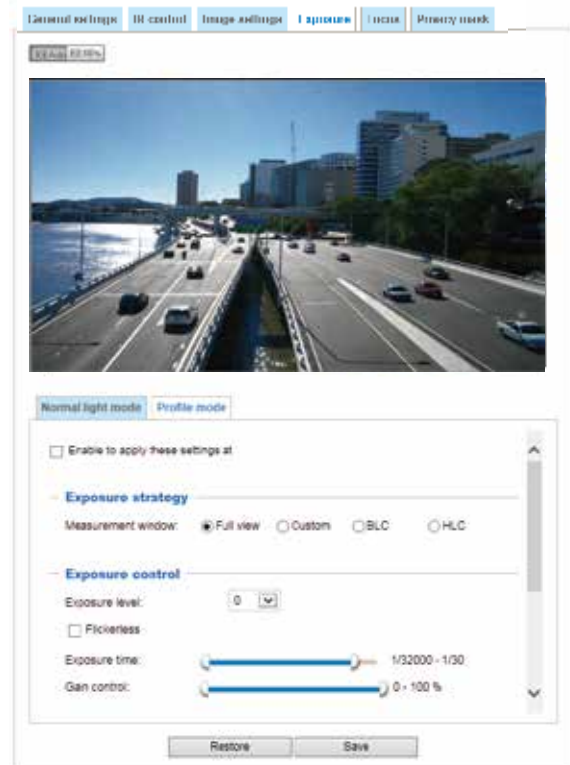 General settings IR control Image settings Exposure Focus Privacy mask
Normal light mode Profile mode
Enable to apply these settings at
Exposure strategy
Measurement window: Full view Custom BLC HLC
Exposure control
Exposure level: 0
Flickerless
Exposure time: 1/32000 - 1/30
Gain control: 0 - 100 %
Restore Save